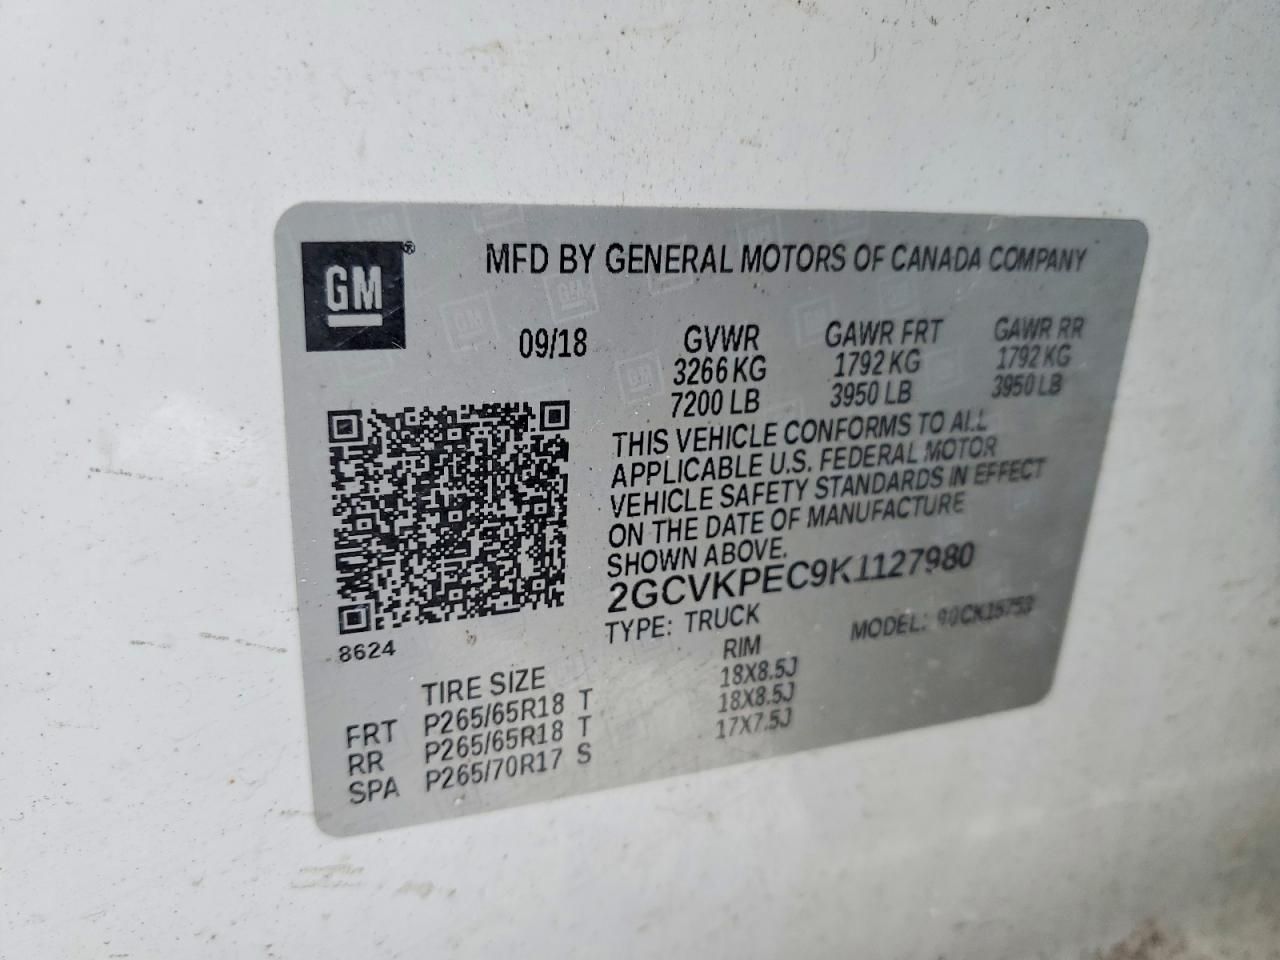 GM®
MFD BY GENERAL MOTORS OF CANADA COMPANY
09/18
GVWR GAWR FRT GAWR RR
3266 KG 1792 KG 1792 KG
7200 LB 3950 LB 3950 LB
THIS VEHICLE CONFORMS TO ALL
APPLICABLE U.S. FEDERAL MOTOR
VEHICLE SAFETY STANDARDS IN EFFECT
ON THE DATE OF MANUFACTURE
SHOWN ABOVE.
2GCVKPEC9K1127980
TYPE: TRUCK MODEL:
8624
TIRE SIZE RIM
FRT P265/65R18 T 18X8.5J
RR P265/65R18 T 18X8.5J
SPA P265/70R17 S 17X7.5J